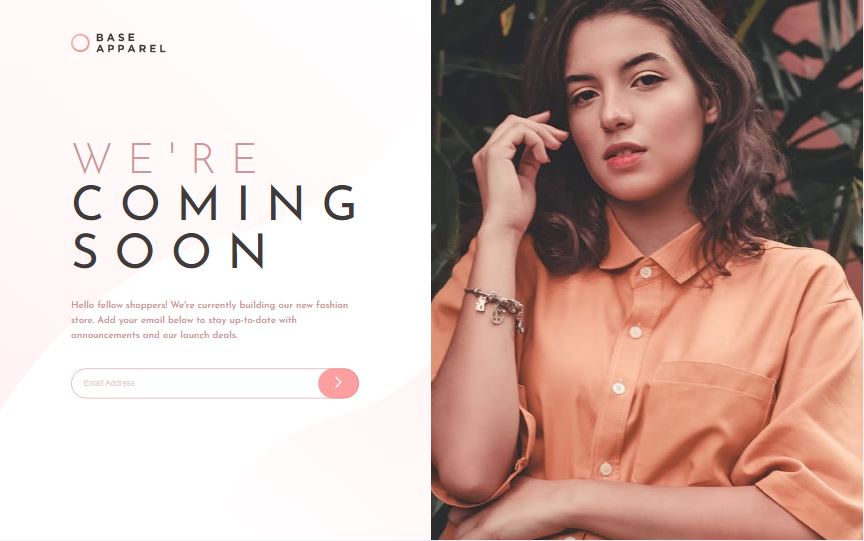 BASE
APPAREL
WE'RE
COMING
SOON
Hello fellow shoppers! We're currently building our new fashion
store. Add your email below to stay up-to-date with
announcements and our launch deals.
Email Address